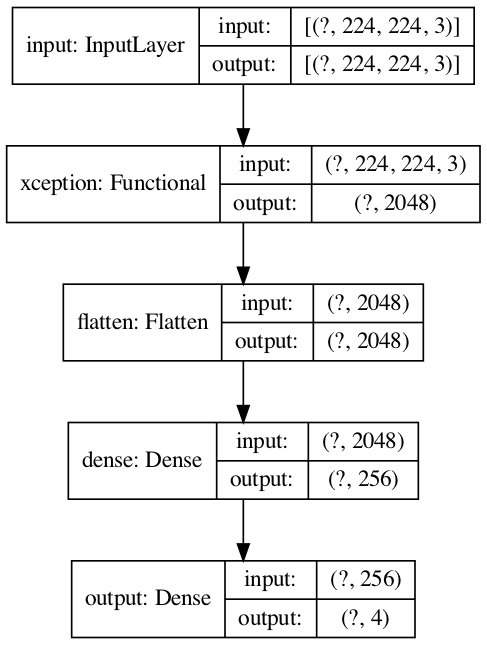 input: InputLayer
input:
[(?, 224, 224, 3)]
output:
[(?, 224, 224, 3)]
xception: Functional
input:
(?, 224, 224, 3)
output:
(?, 2048)
flatten: Flatten
input:
(?, 2048)
output:
(?, 2048)
dense: Dense
input:
(?, 2048)
output:
(?, 256)
output: Dense
input:
(?, 256)
output:
(?, 4)